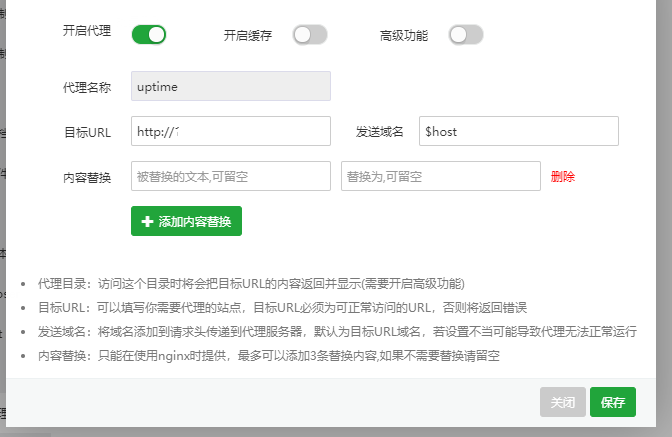 开启代理 开启缓存 高级功能
代理名称 uptime
目标URL http:// 发送域名 $host
内容替换 被替换的文本,可留空 替换为,可留空 删除
添加内容替换
代理目录：访问这个目录时将会把目标URL的内容返回并显示(需要开启高级功能)
目标URL：可以填写你需要代理的站点，目标URL必须为可正常访问的URL，否则将返回错误
发送域名：将域名添加到请求头传递到代理服务器，默认为目标URL域名，若设置不当可能导致代理无法正常运行
内容替换：只能在使用nginx时提供，最多可以添加3条替换内容,如果不需要替换请留空
关闭 保存